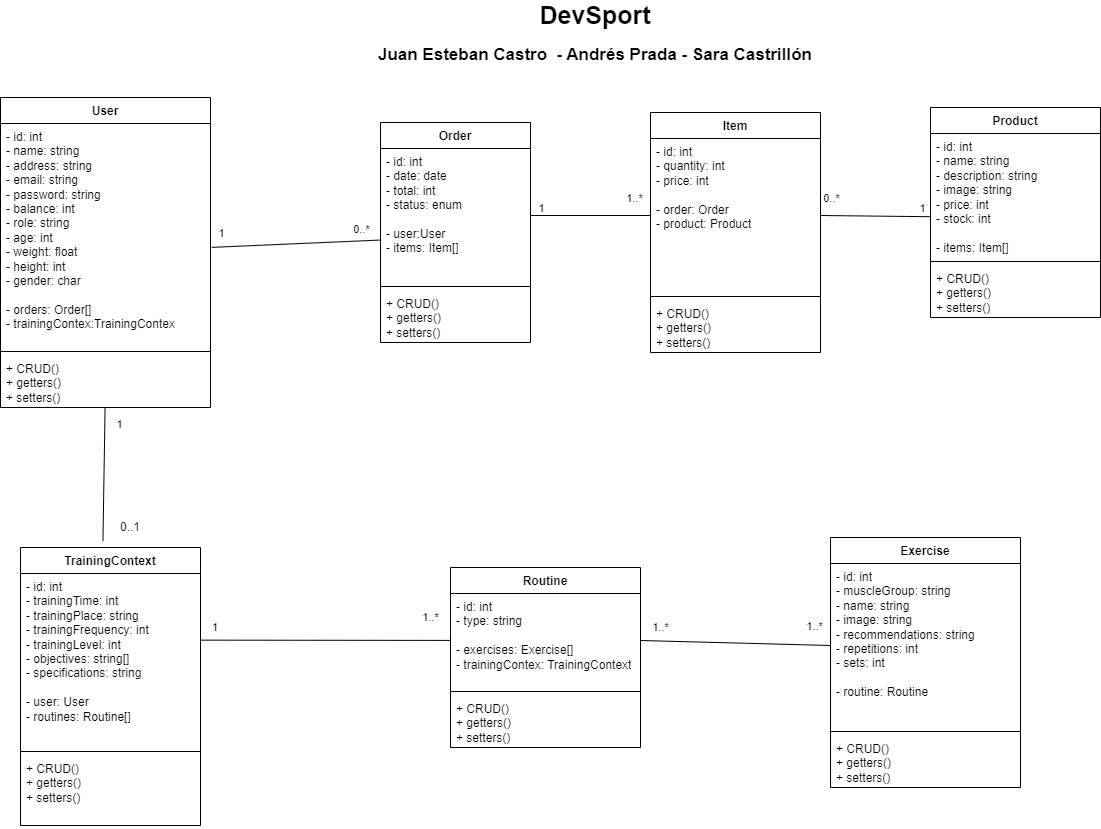 DevSport
Juan Esteban Castro  - Andrés Prada - Sara Castrillón
User
- id: int
- name: string
- address: string
- email: string
- password: string
- balance: int
- role: string
- age: int
- weight: float
- height: int
- gender: char
- orders: Order[]
- trainingContex:TrainingContex
+ CRUD()
+ getters()
+ setters()
1
0..*
Order
- id: int
- date: date
- total: int
- status: enum
- user:User
- items: Item[]
+ CRUD()
+ getters()
+ setters()
1
1..*
Item
- id: int
- quantity: int
- price: int
- order: Order
- product: Product
+ CRUD()
+ getters()
+ setters()
0..*
1
Product
- id: int
- name: string
- description: string
- image: string
- price: int
- stock: int
- items: Item[]
+ CRUD()
+ getters()
+ setters()
1
0..1
TrainingContext
- id: int
- trainingTime: int
- trainingPlace: string
- trainingFrequency: int
- trainingLevel: int
- objectives: string[]
- specifications: string
- user: User
- routines: Routine[]
+ CRUD()
+ getters()
+ setters()
1
1..*
Routine
- id: int
- type: string
- exercises: Exercise[]
- trainingContex: TrainingContext
+ CRUD()
+ getters()
+ setters()
1..*
1..*
Exercise
- id: int
- muscleGroup: string
- name: string
- image: string
- recommendations: string
- repetitions: int
- sets: int
- routine: Routine
+ CRUD()
+ getters()
+ setters()